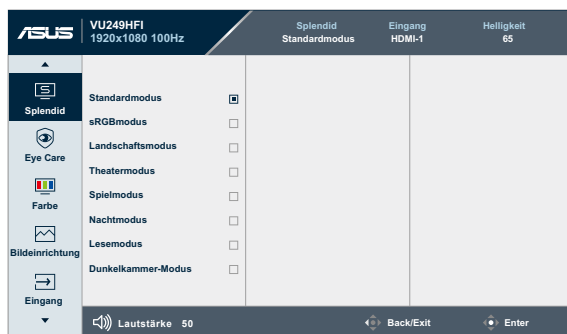 ASUS
VU249HFI
1920x1080 100Hz
Splendid
Standardmodus
Eingang
HDMI-1
Helligkeit
65
Splendid
Eye Care
Farbe
Bildeinrichtung
Eingang
Standardmodus
sRGBmodus
Landschaftsmodus
Theatermodus
Spielmodus
Nachtmodus
Lesemodus
Dunkelkammer-Modus
Lautstärke 50
Back/Exit
Enter